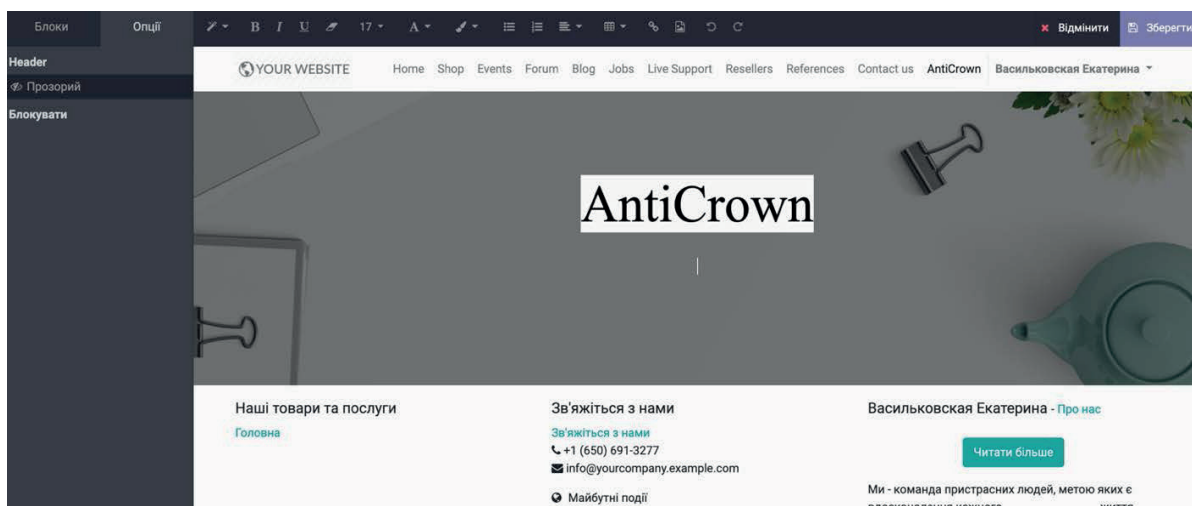 Блоки Опції B I U 17 A Відмінити Зберегти
Header
Прозорий
Блокувати
YOUR WEBSITE Home Shop Events Forum Blog Jobs Live Support Resellers References Contact us AntiCrown Васильковская Екатерина
AntiCrown
Наші товари та послуги
Головна
Зв'яжіться з нами
Зв'яжіться з нами
+1 (650) 691-3277
info@yourcompany.example.com
Майбутні події
Васильковская Екатерина - Про нас
Читати більше
Ми - команда пристрасних людей, метою яких є